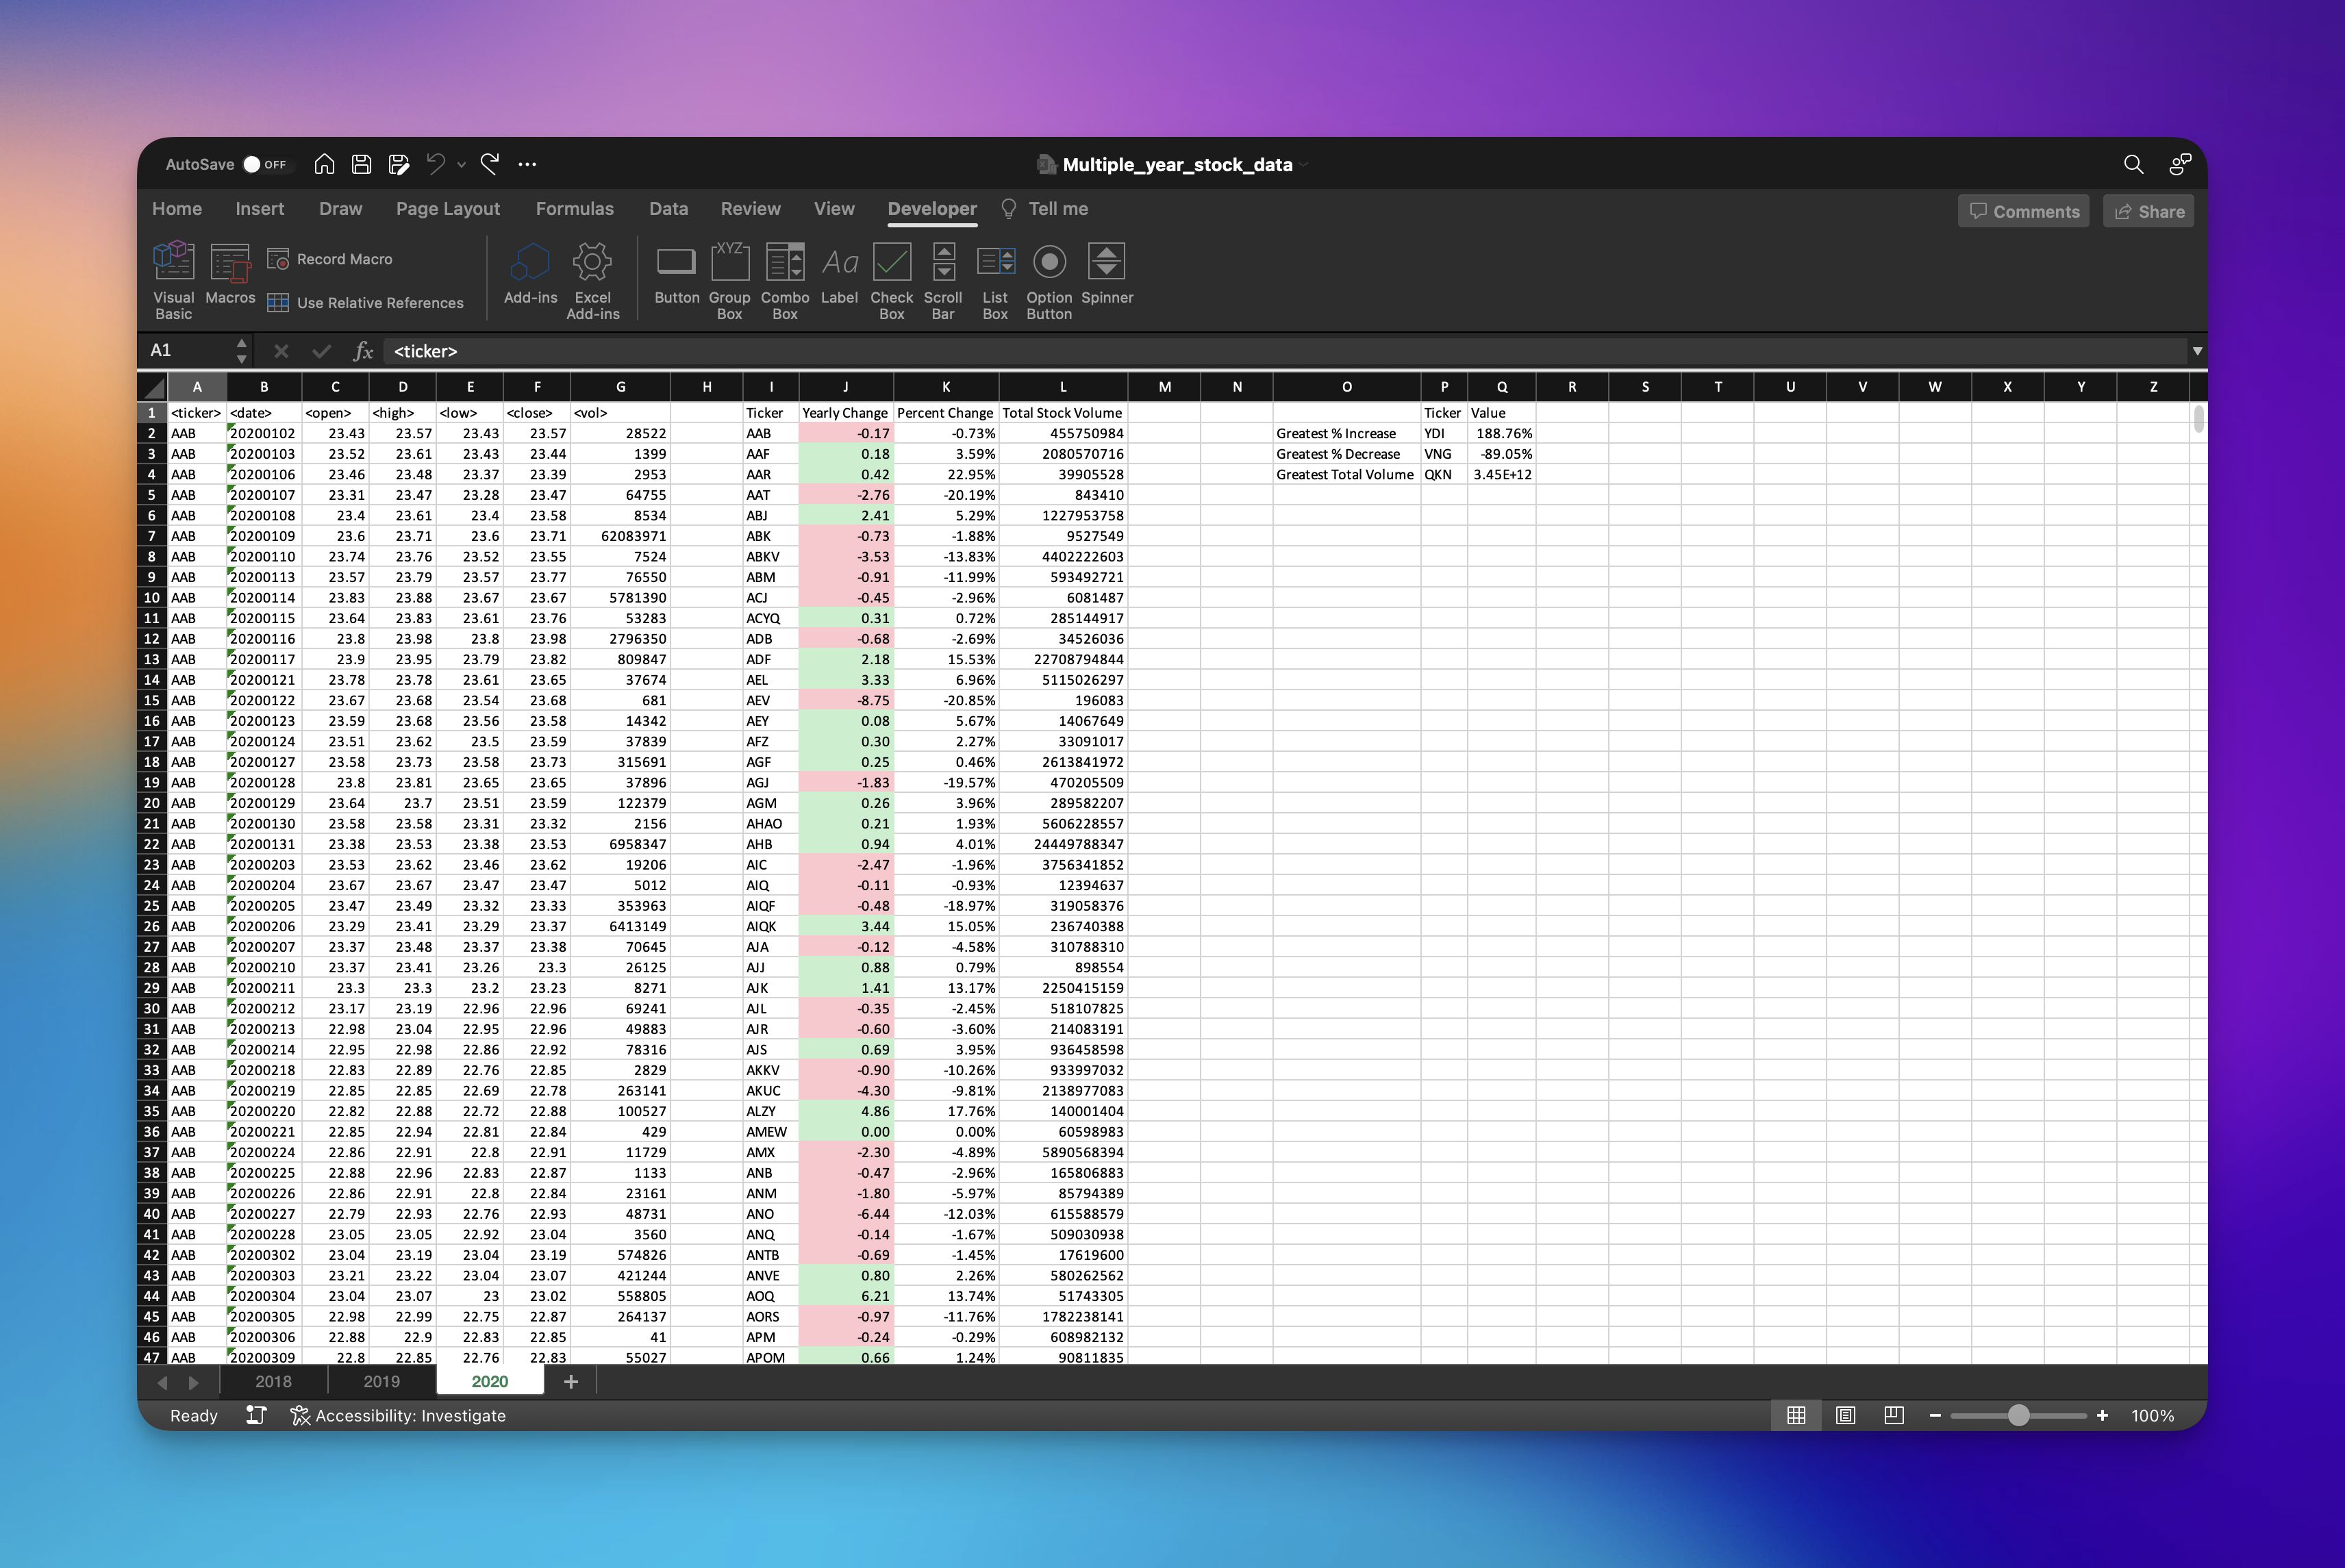 AutoSave OFF Multiple_year_stock_data
Home Insert Draw Page Layout Formulas Data Review View Developer Tell me Comments Share
Visual Basic Macros Record Macro Use Relative References Add-ins Excel Add-ins Button Group Box Combo Box Label Check Box Scroll Bar List Box Option Button Spinner
A1 fx <ticker>
A B C D E F G H I J K L M N O P Q R S T U V W X Y Z
1 <ticker> <date> <open> <high> <low> <close> <vol> Ticker Yearly Change Percent Change Total Stock Volume Ticker Value
2 AAB 20200102 23.43 23.57 23.43 23.57 28522 AAB -0.17 -0.73% 455750984 Greatest % Increase YDI 188.76%
3 AAB 20200103 23.52 23.61 23.43 23.44 1399 AAF 0.18 3.59% 2080570716 Greatest % Decrease VNG -89.05%
4 AAB 20200106 23.46 23.48 23.37 23.39 2953 AAR 0.42 22.95% 39905528 Greatest Total Volume QKN 3.45E+12
5 AAB 20200107 23.31 23.47 23.28 23.47 64755 AAT -2.76 -20.19% 843410
6 AAB 20200108 23.4 23.61 23.4 23.58 8534 ABJ 2.41 5.29% 1227953758
7 AAB 20200109 23.6 23.71 23.6 23.71 62083971 ABK -0.73 -1.88% 9527549
8 AAB 20200110 23.74 23.76 23.52 23.55 7524 ABKV -3.53 -13.83% 4402222603
9 AAB 20200113 23.57 23.79 23.57 23.77 76550 ABM -0.91 -11.99% 593492721
10 AAB 20200114 23.83 23.88 23.67 23.67 5781390 ACJ -0.45 -2.96% 6081487
11 AAB 20200115 23.64 23.83 23.61 23.76 53283 ACYQ 0.31 0.72% 285144917
12 AAB 20200116 23.8 23.98 23.8 23.98 2796350 ADB -0.68 -2.69% 34526036
13 AAB 20200117 23.9 23.95 23.79 23.82 809847 ADF 2.18 15.53% 22708794844
14 AAB 20200121 23.78 23.78 23.61 23.65 37674 AEL 3.33 6.96% 5115026297
15 AAB 20200122 23.67 23.68 23.54 23.68 681 AEV -8.75 -20.85% 196083
16 AAB 20200123 23.59 23.68 23.56 23.58 14342 AEY 0.08 5.67% 14067649
17 AAB 20200124 23.51 23.62 23.5 23.59 37839 AFZ 0.30 2.27% 33091017
18 AAB 20200127 23.58 23.73 23.58 23.73 315691 AGF 0.25 0.46% 2613841972
19 AAB 20200128 23.8 23.81 23.65 23.65 37896 AGJ -1.83 -19.57% 470205509
20 AAB 20200129 23.64 23.7 23.51 23.59 122379 AGM 0.26 3.96% 289582207
21 AAB 20200130 23.58 23.58 23.31 23.32 2156 AHAO 0.21 1.93% 5606228557
22 AAB 20200131 23.38 23.53 23.38 23.53 6958347 AHB 0.94 4.01% 24449788347
23 AAB 20200203 23.53 23.62 23.46 23.62 19206 AIC -2.47 -1.96% 3756341852
24 AAB 20200204 23.67 23.67 23.47 23.47 5012 AIQ -0.11 -0.93% 12394637
25 AAB 20200205 23.47 23.49 23.32 23.33 353963 AIQF -0.48 -18.97% 319058376
26 AAB 20200206 23.29 23.41 23.29 23.37 6413149 AIQK 3.44 15.05% 236740388
27 AAB 20200207 23.37 23.48 23.37 23.38 70645 AJA -0.12 -4.58% 310788310
28 AAB 20200210 23.37 23.41 23.26 23.3 26125 AJJ 0.88 0.79% 898554
29 AAB 20200211 23.3 23.3 23.2 23.23 8271 AJK 1.41 13.17% 2250415159
30 AAB 20200212 23.17 23.19 22.96 22.96 69241 AJL -0.35 -2.45% 518107825
31 AAB 20200213 22.98 23.04 22.95 22.96 49883 AJR -0.60 -3.60% 214083191
32 AAB 20200214 22.95 22.98 22.86 22.92 78316 AJS 0.69 3.95% 936458598
33 AAB 20200218 22.83 22.89 22.76 22.85 2829 AKKV -0.90 -10.26% 933997032
34 AAB 20200219 22.85 22.85 22.69 22.78 263141 AKUC -4.30 -9.81% 2138977083
35 AAB 20200220 22.82 22.88 22.72 22.88 100527 ALZY 4.86 17.76% 140001404
36 AAB 20200221 22.85 22.94 22.81 22.84 429 AMEW 0.00 0.00% 60598983
37 AAB 20200224 22.86 22.91 22.8 22.91 11729 AMX -2.30 -4.89% 5890568394
38 AAB 20200225 22.88 22.96 22.83 22.87 1133 ANB -0.47 -2.96% 165806883
39 AAB 20200226 22.86 22.91 22.8 22.84 23161 ANM -1.80 -5.97% 85794389
40 AAB 20200227 22.79 22.93 22.76 22.93 48731 ANO -6.44 -12.03% 615588579
41 AAB 20200228 23.05 23.05 22.92 23.04 3560 ANQ -0.14 -1.67% 509030938
42 AAB 20200302 23.04 23.19 23.04 23.19 574826 ANTB -0.69 -1.45% 17619600
43 AAB 20200303 23.21 23.22 23.04 23.07 421244 ANVE 0.80 2.26% 580262562
44 AAB 20200304 23.04 23.07 23 23.02 558805 AOQ 6.21 13.74% 51743305
45 AAB 20200305 22.98 22.99 22.75 22.87 264137 AORS -0.97 -11.76% 1782238141
46 AAB 20200306 22.88 22.9 22.83 22.85 41 APM -0.24 -0.29% 608982132
47 AAB 20200309 22.8 22.85 22.76 22.83 55027 APOM 0.66 1.24% 90811835
2018 2019 2020
Ready Accessibility: Investigate 100%